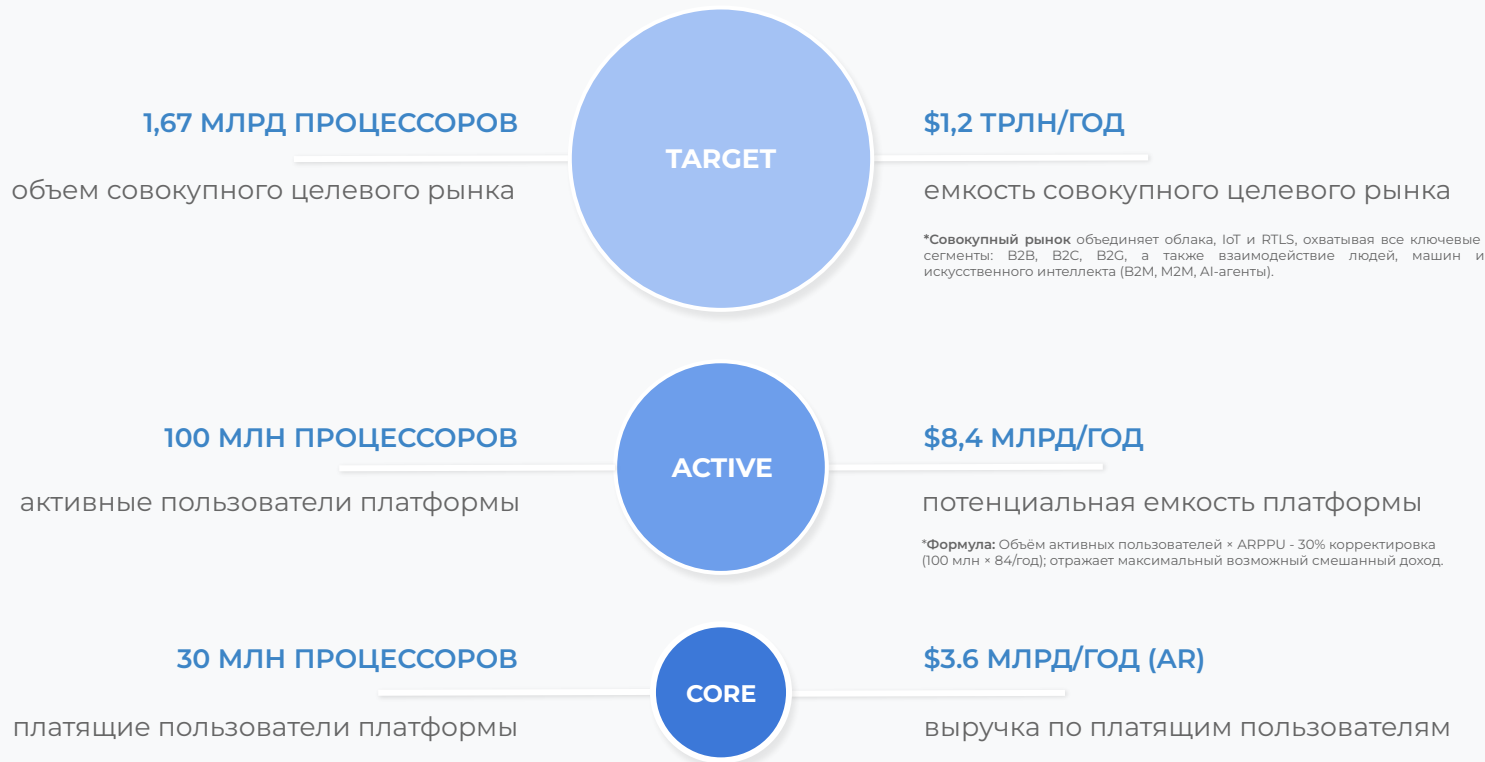 1,67 МЛРД ПРОЦЕССОРОВ
объем совокупного целевого рынка
TARGET
$1,2 ТРЛН/ГОД
емкость совокупного целевого рынка
*Совокупный рынок объединяет облака, IoT и RTLS, охватывая все ключевые
сегменты: B2B, B2C, B2G, а также взаимодействие людей, машин и
искусственного интеллекта (B2M, M2M, AI-агенты).
100 МЛН ПРОЦЕССОРОВ
активные пользователи платформы
ACTIVE
$8,4 МЛРД/ГОД
потенциальная емкость платформы
*Формула: Объём активных пользователей × ARPPU - 30% корректировка
(100 млн × 84/год); отражает максимальный возможный смешанный доход.
30 МЛН ПРОЦЕССОРОВ
платящие пользователи платформы
CORE
$3.6 МЛРД/ГОД (AR)
выручка по платящим пользователям